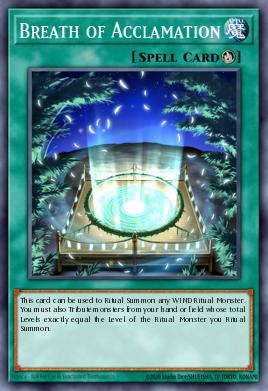 BREATH OF ACCLAMATION
魔
[SPELL CARD]
This card can be used to Ritual Summon any WIND Ritual Monster.
You must also Tribute monsters from your hand or field whose total
Levels exactly equal the Level of the Ritual Monster you Ritual
Summon.